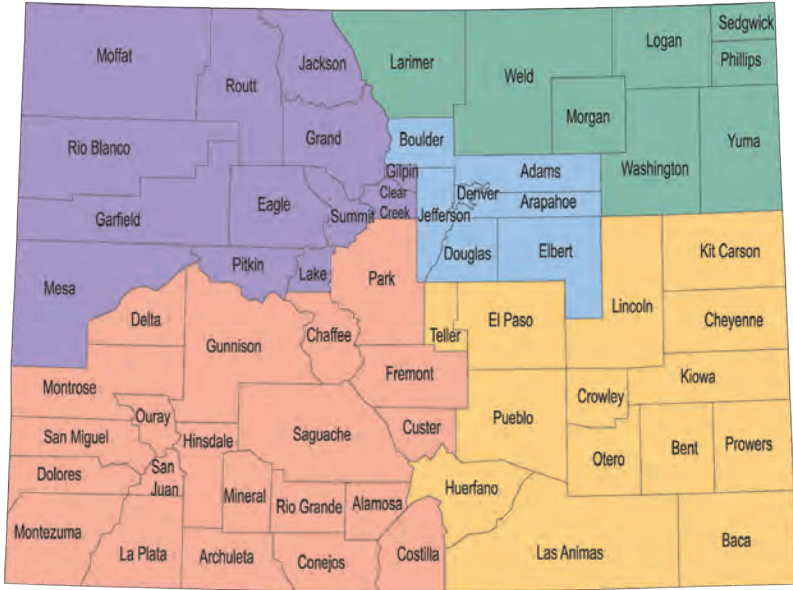 Moffat
Routt
Jackson
Larimer
Weld
Logan
Sedgwick
Phillips
Morgan
Rio Blanco
Grand
Boulder
Washington
Yuma
Gilpin
Clear
Creek
Adams
Denver
Arapahoe
Garfield
Eagle
Summit
Jefferson
Douglas
Elbert
Kit Carson
Mesa
Pitkin
Lake
Park
Lincoln
Delta
Gunnison
Chaffee
Teller
El Paso
Cheyenne
Montrose
Fremont
Crowley
Kiowa
Ouray
San Miguel
Hinsdale
Saguache
Custer
Pueblo
Otero
Bent
Prowers
Dolores
San
Juan
Mineral
Rio Grande
Alamosa
Huerfano
Montezuma
La Plata
Archuleta
Conejos
Costilla
Las Animas
Baca